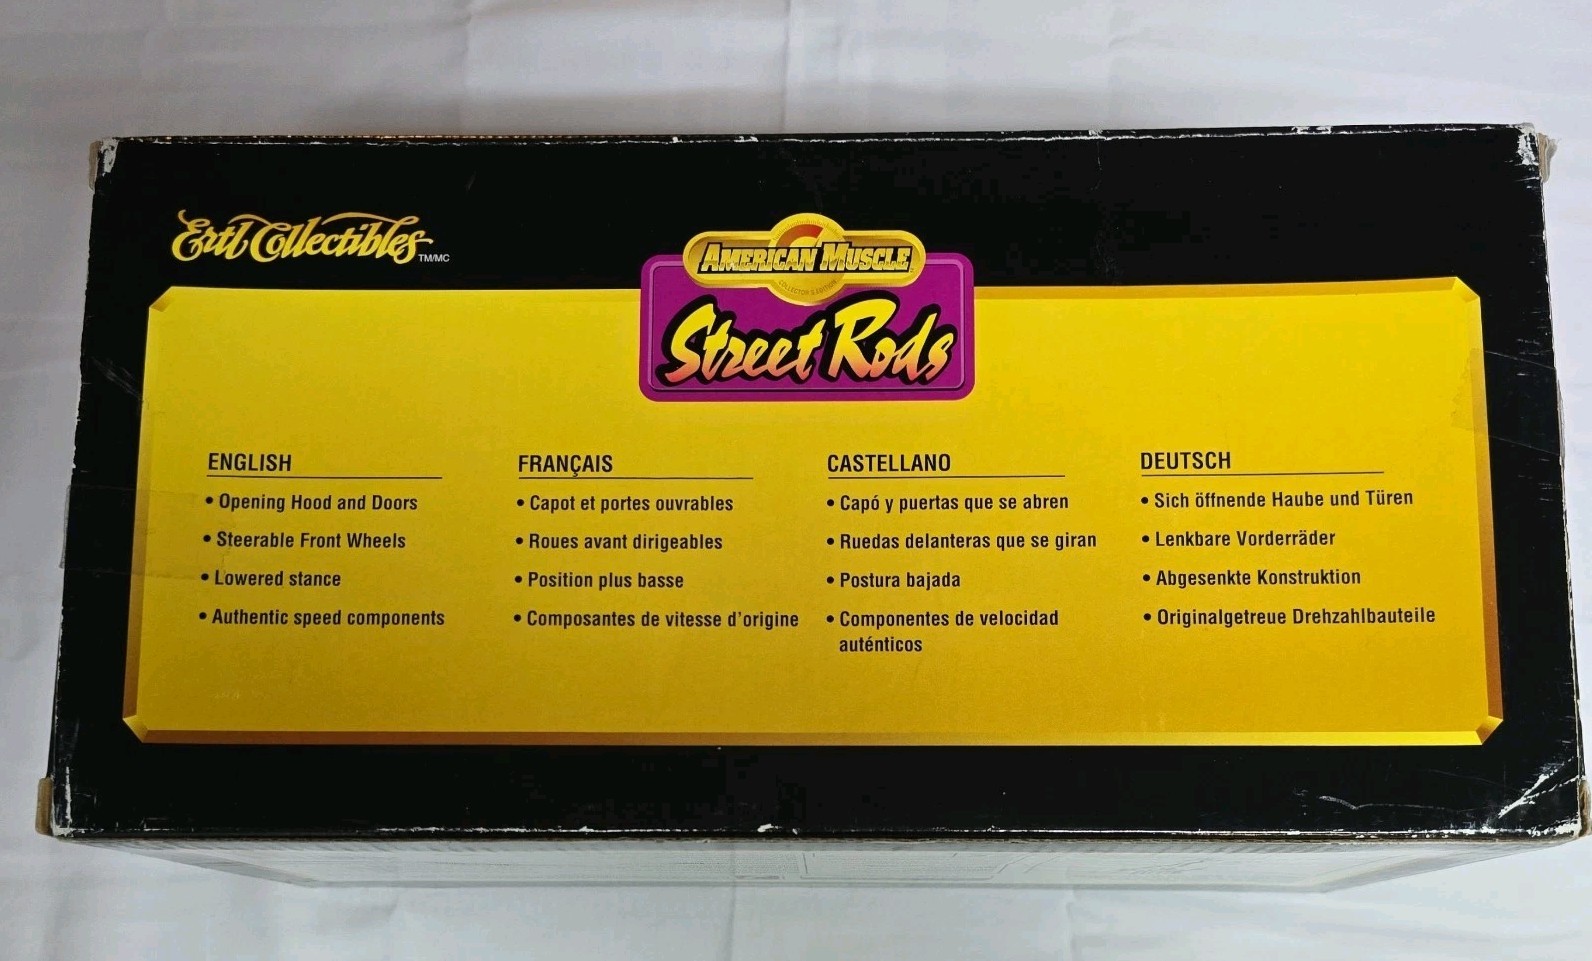 Ertl Collectibles
TM/MC
AMERICAN MUSCLE
COLLECTOR'S EDITION
Street Rods
ENGLISH
• Opening Hood and Doors
• Steerable Front Wheels
• Lowered stance
• Authentic speed components
FRANÇAIS
• Capot et portes ouvrables
• Roues avant dirigeables
• Position plus basse
• Composantes de vitesse d'origine
CASTELLANO
• Capó y puertas que se abren
• Ruedas delanteras que se giran
• Postura bajada
• Componentes de velocidad
auténticos
DEUTSCH
• Sich öffnende Haube und Türen
• Lenkbare Vorderräder
• Abgesenkte Konstruktion
• Originalgetreue Drehzahlbauteile